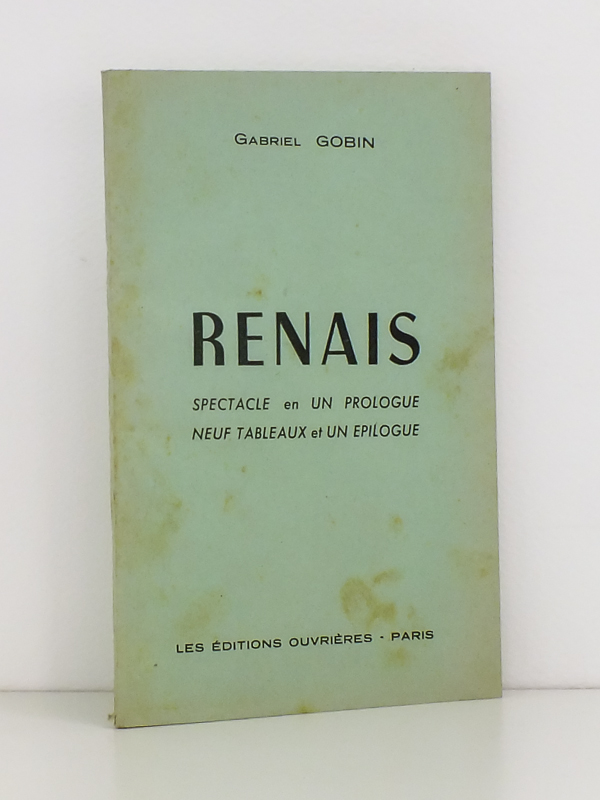 Gabriel GOBIN
RENAIS
SPECTACLE en UN PROLOGUE
NEUF TABLEAUX et UN EPILOGUE
LES ÉDITIONS OUVRIÈRES - PARIS